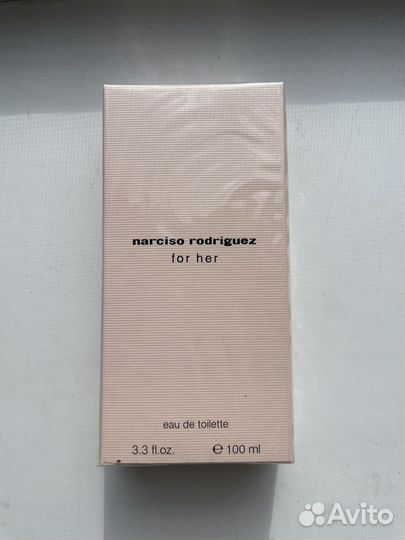 narciso rodriguez
for her
eau de toilette
3.3 fl.oz. ℮ 100 ml
Avito